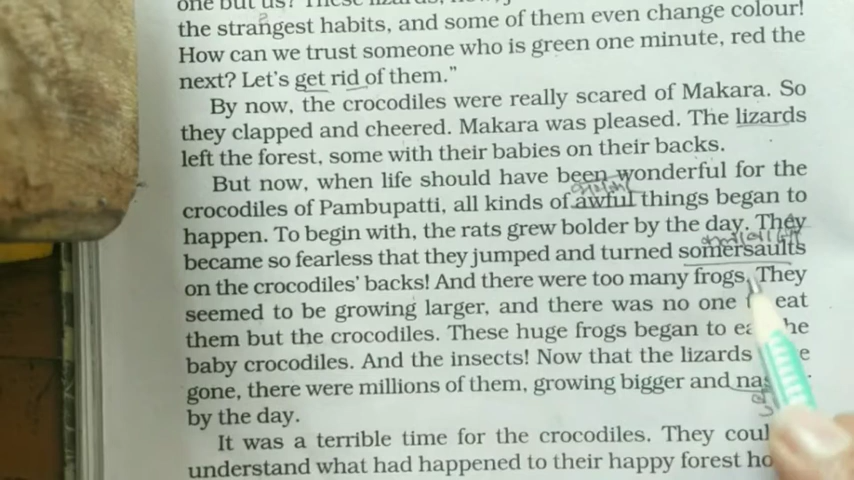 one but us? These lizards,
the strangest habits, and some of them even change colour!
How can we trust someone who is green one minute, red the
next? Let's get rid of them."
By now, the crocodiles were really scared of Makara. So
they clapped and cheered. Makara was pleased. The lizards
left the forest, some with their babies on their backs.
But now, when life should have been wonderful for the
crocodiles of Pambupatti, all kinds of awful things began to
happen. To begin with, the rats grew bolder by the day. They
became so fearless that they jumped and turned somersaults
on the crocodiles' backs! And there were too many frogs. They
seemed to be growing larger, and there was no one eat
them but the crocodiles. These huge frogs began to
baby crocodiles. And the insects! Now that the lizards
gone, there were millions of them, growing bigger and
by the day.
It was a terrible time for the crocodiles. They
understand what had happened to their happy forest